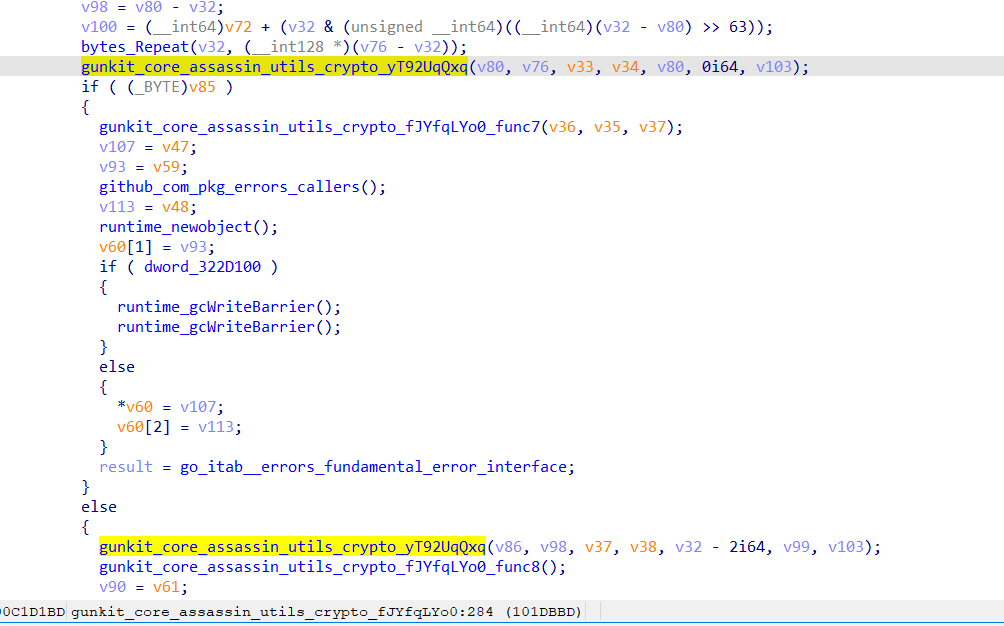 v98 = v80 - v32;
v100 = (__int64)v72 + (v32 & (unsigned __int64)((__int64)(v32 - v80) >> 63));
bytes_Repeat(v32, (__int128 *)(v76 - v32));
gunkit_core_assassin_utils_crypto_yT92UqQxq(v80, v76, v33, v34, v80, 0i64, v103);
if ( (_BYTE)v85 )
{
gunkit_core_assassin_utils_crypto_fJYfqLYo0_func7(v36, v35, v37);
v107 = v47;
v93 = v59;
github_com_pkg_errors_callers();
v113 = v48;
runtime_newobject();
v60[1] = v93;
if ( dword_322D100 )
{
runtime_gcWriteBarrier();
runtime_gcWriteBarrier();
}
else
{
*v60 = v107;
v60[2] = v113;
}
result = go_itab__errors_fundamental_error_interface;
}
else
{
gunkit_core_assassin_utils_crypto_yT92UqQxq(v86, v98, v37, v38, v32 - 2i64, v99, v103);
gunkit_core_assassin_utils_crypto_fJYfqLYo0_func8();
v90 = v61;
00C1D1BD gunkit_core_assassin_utils_crypto_fJYfqLYo0:284 (101DBBD)